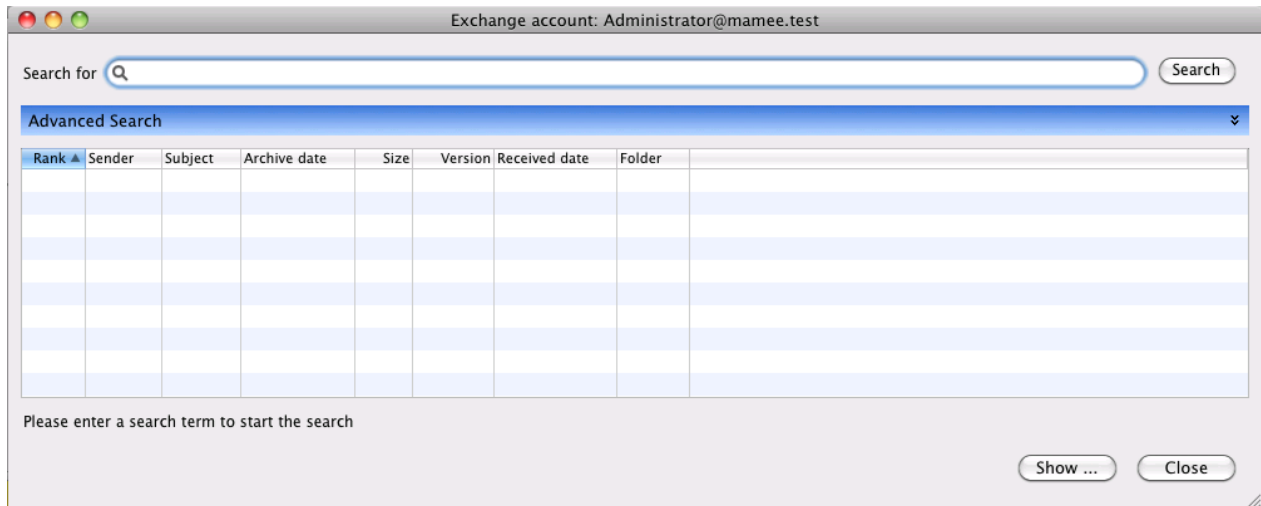 Exchange account: Administrator@mamee.test
Search for
Search
Advanced Search
Rank Sender Subject Archive date Size Version Received date Folder
Please enter a search term to start the search
Show ... Close